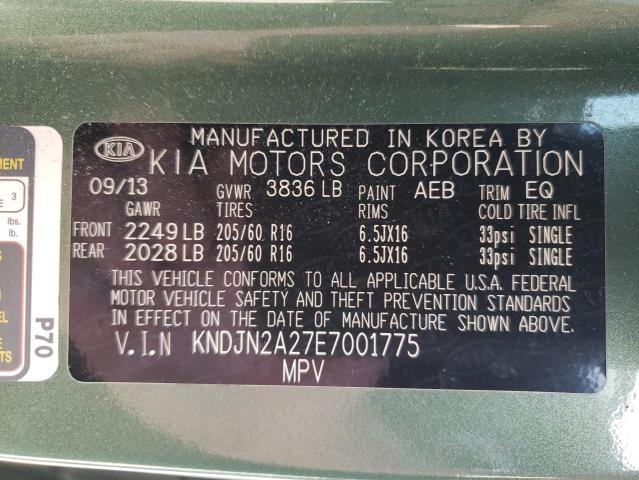 MANUFACTURED IN KOREA BY
KIA
KIA MOTORS CORPORATION
09/13 GVWR 3836 LB PAINT AEB TRIM EQ
GAWR TIRES RIMS COLD TIRE INFL
FRONT 2249 LB 205/60 R16 6.5JX16 33psi SINGLE
REAR 2028 LB 205/60 R16 6.5JX16 33psi SINGLE
THIS VEHICLE CONFORMS TO ALL APPLICABLE U.S.A. FEDERAL
MOTOR VEHICLE SAFETY AND THEFT PREVENTION STANDARDS
IN EFFECT ON THE DATE OF MANUFACTURE SHOWN ABOVE.
V.I.N KNDJN2A27E7001775
MPV
3
lbs.
lb.
P70